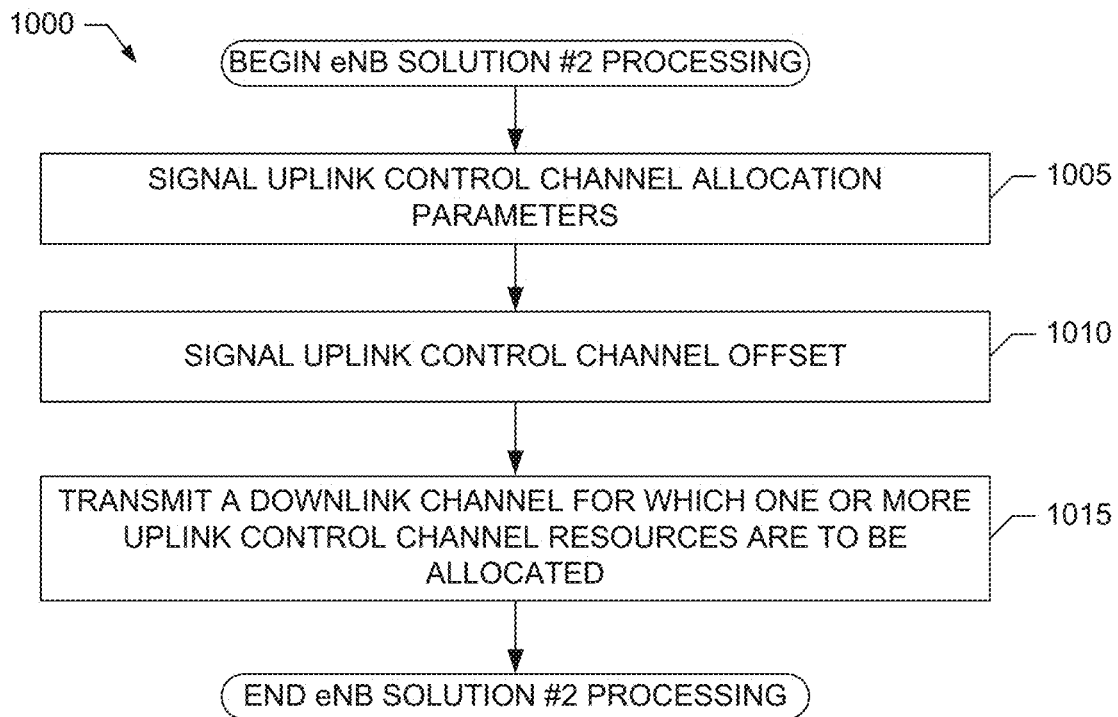 1000
BEGIN eNB SOLUTION #2 PROCESSING
SIGNAL UPLINK CONTROL CHANNEL ALLOCATION
PARAMETERS
1005
SIGNAL UPLINK CONTROL CHANNEL OFFSET
1010
TRANSMIT A DOWNLINK CHANNEL FOR WHICH ONE OR MORE
UPLINK CONTROL CHANNEL RESOURCES ARE TO BE
ALLOCATED
1015
END eNB SOLUTION #2 PROCESSING